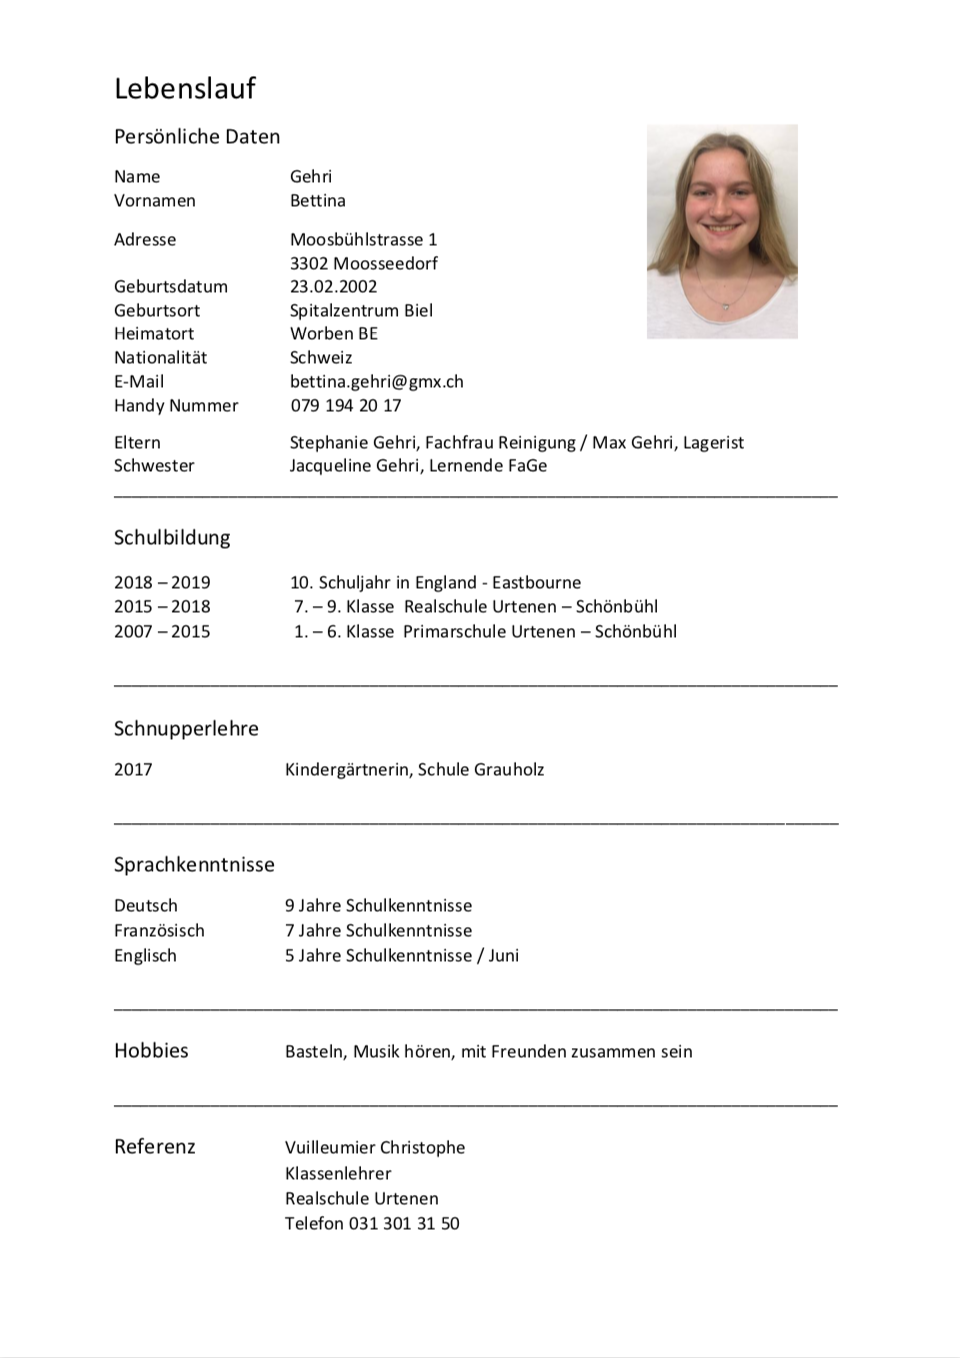 Lebenslauf
Persönliche Daten
Name Gehri
Vornamen Bettina
Adresse Moosbühlstrasse 1
3302 Moosseedorf
Geburtsdatum 23.02.2002
Geburtsort Spitalzentrum Biel
Heimatort Worben BE
Nationalität Schweiz
E-Mail bettina.gehri@gmx.ch
Handy Nummer 079 194 20 17
Eltern Stephanie Gehri, Fachfrau Reinigung / Max Gehri, Lagerist
Schwester Jacqueline Gehri, Lernende FaGe
Schulbildung
2018 – 2019 10. Schuljahr in England - Eastbourne
2015 – 2018 7. – 9. Klasse Realschule Urtenen – Schönbühl
2007 – 2015 1. – 6. Klasse Primarschule Urtenen – Schönbühl
Schnupperlehre
2017 Kindergärtnerin, Schule Grauholz
Sprachkenntnisse
Deutsch 9 Jahre Schulkenntnisse
Französisch 7 Jahre Schulkenntnisse
Englisch 5 Jahre Schulkenntnisse / Juni
Hobbies Basteln, Musik hören, mit Freunden zusammen sein
Referenz Vuilleumier Christophe
Klassenlehrer
Realschule Urtenen
Telefon 031 301 31 50